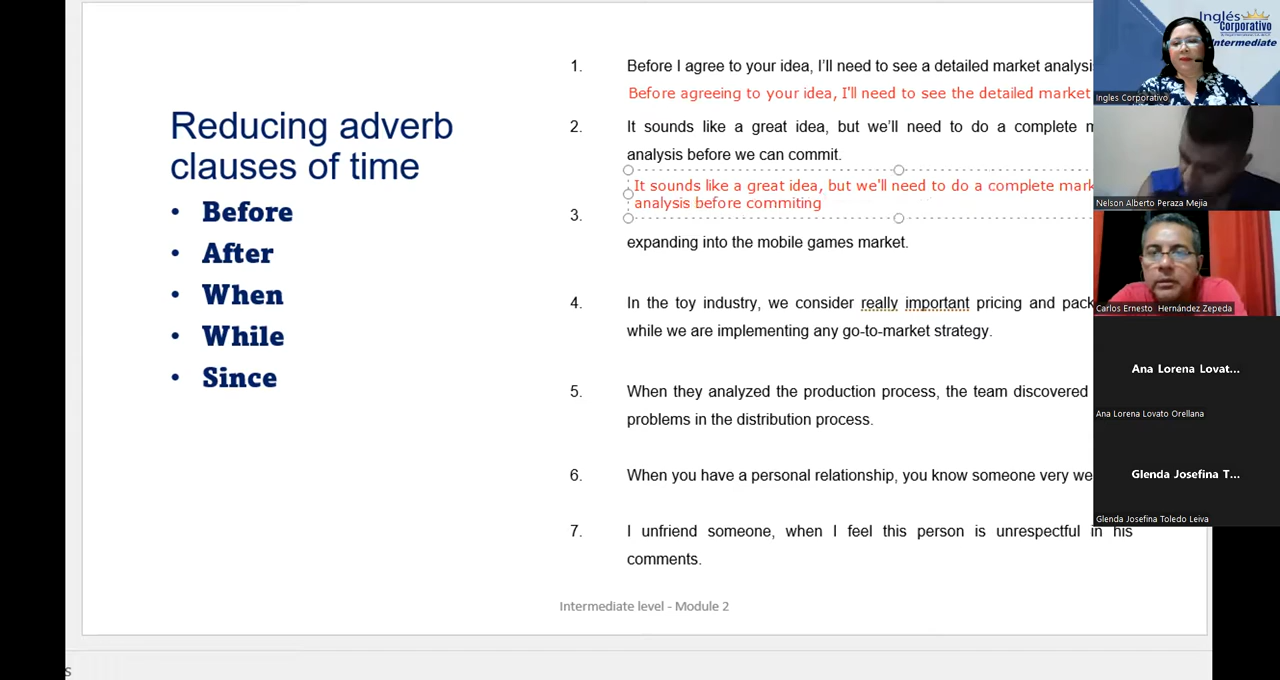 Reducing adverb
clauses of time
• Before
• After
• When
• While
• Since
1. Before I agree to your idea, I'll need to see a detailed market
Before agreeing to your idea, I'll need to see the detailed market
2. It sounds like a great idea, but we'll need to do a complete
analysis before we can commit.
It sounds like a great idea, but we'll need to do a complete
analysis before commiting
3.
expanding into the mobile games market.
4. In the toy industry, we consider really important pricing and
while we are implementing any go-to-market strategy.
5. When they analyzed the production process, the team discovered
problems in the distribution process.
6. When you have a personal relationship, you know someone very
7. I unfriend someone, when I feel this person is unrespectful in his
comments.
Intermediate level - Module 2
Inglés
Corporativo
Intermediate
Ingles Corporativo
Nelson Alberto Peraza Mejia
Carlos Ernesto Hernández Zepeda
Ana Lorena Lovat...
Ana Lorena Lovato Orellana
Glenda Josefina T...
Glenda Josefina Toledo Leiva